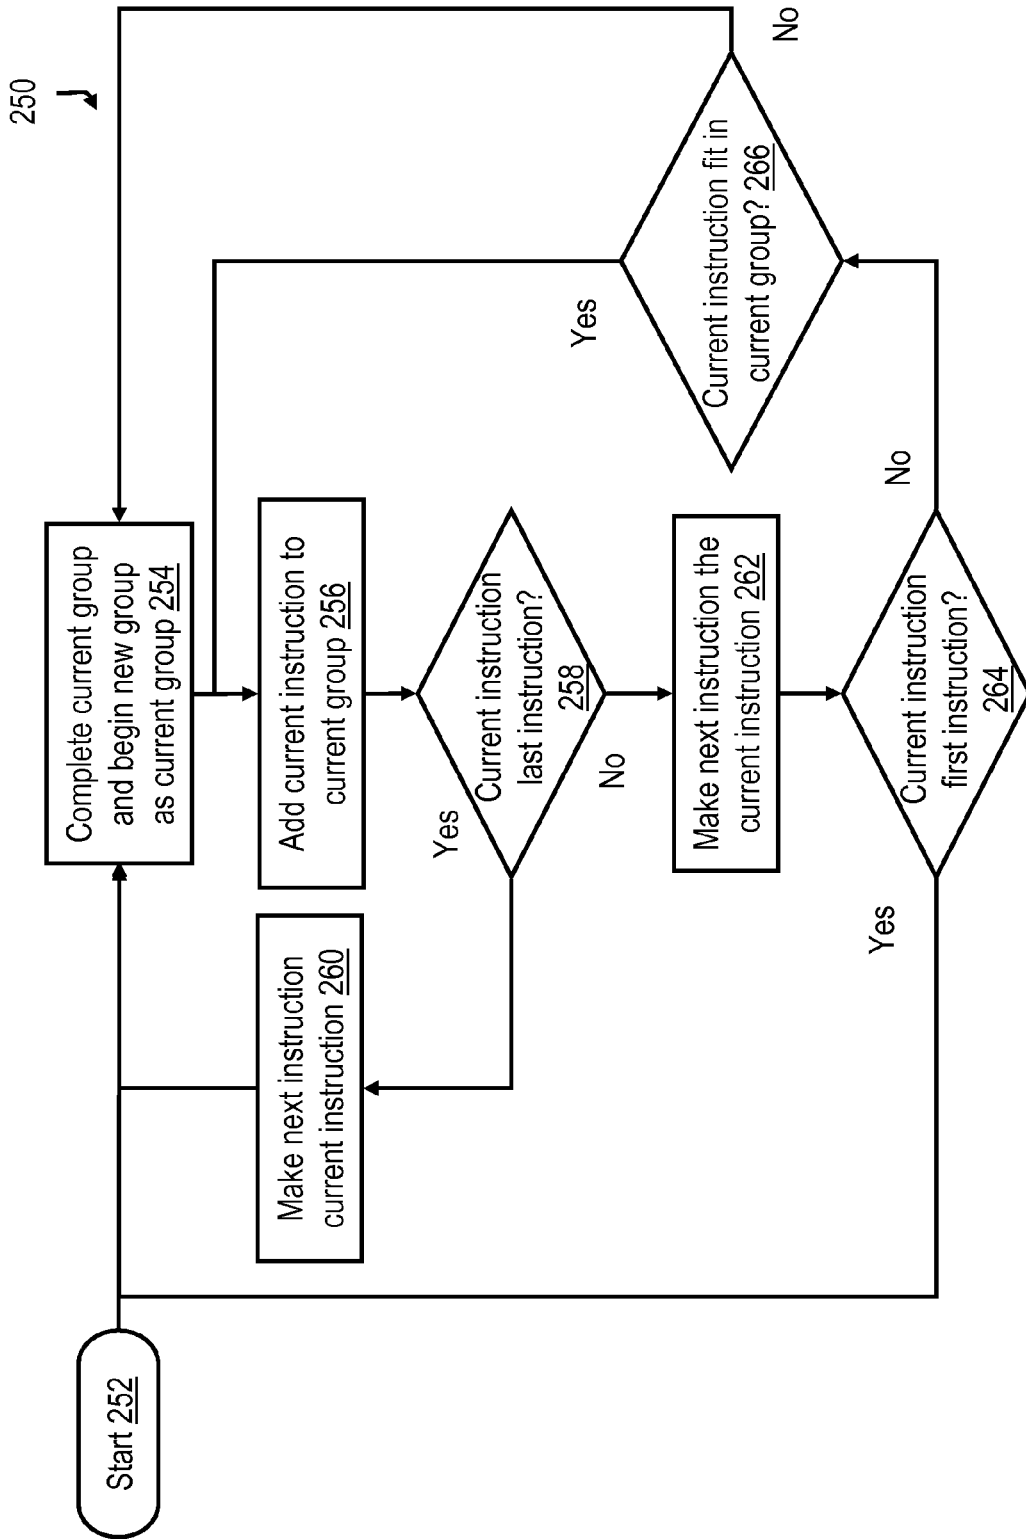 250
Start 252
Complete current group
and begin new group
as current group 254
Make next instruction
current instruction 260
Add current instruction to
current group 256
Yes
Current instruction
last instruction?
258
No
Yes
Current instruction fit in
current group? 266
No
Make next instruction the
current instruction 262
Yes
Current instruction
first instruction?
264
No